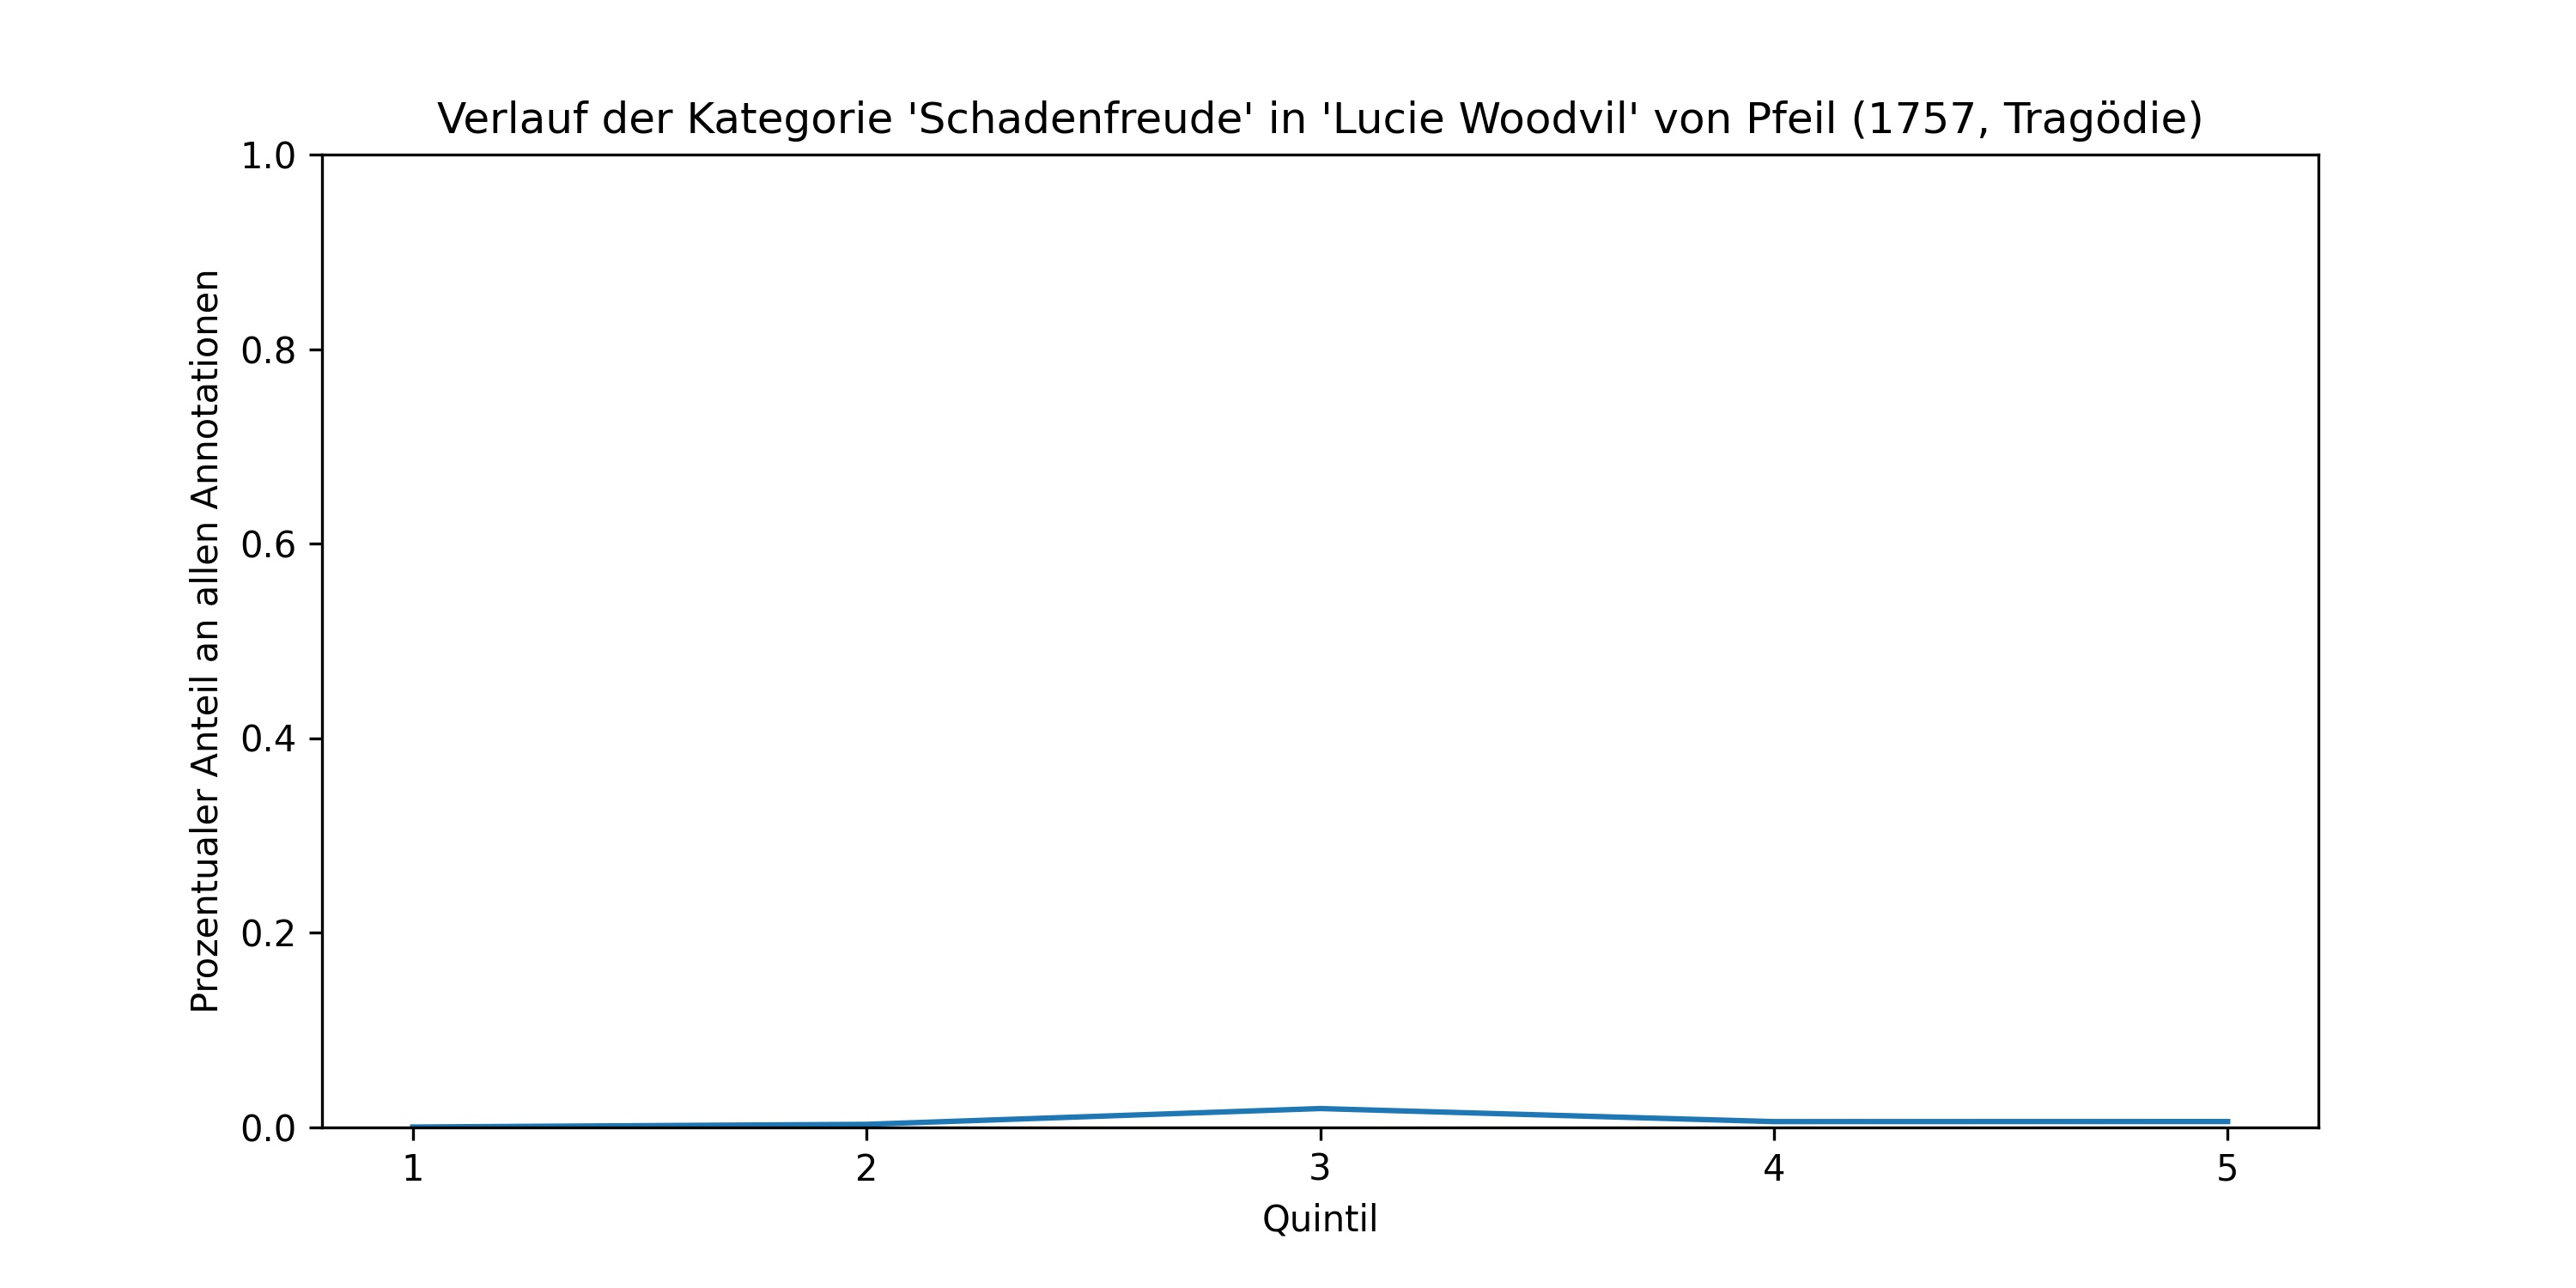 Verlauf der Kategorie 'Schadenfreude' in 'Lucie Woodvil' von Pfeil (1757, Tragödie)
Prozentualer Anteil an allen Annotationen
1.0
0.8
0.6
0.4
0.2
0.0
1 2 3 4 5
Quintil